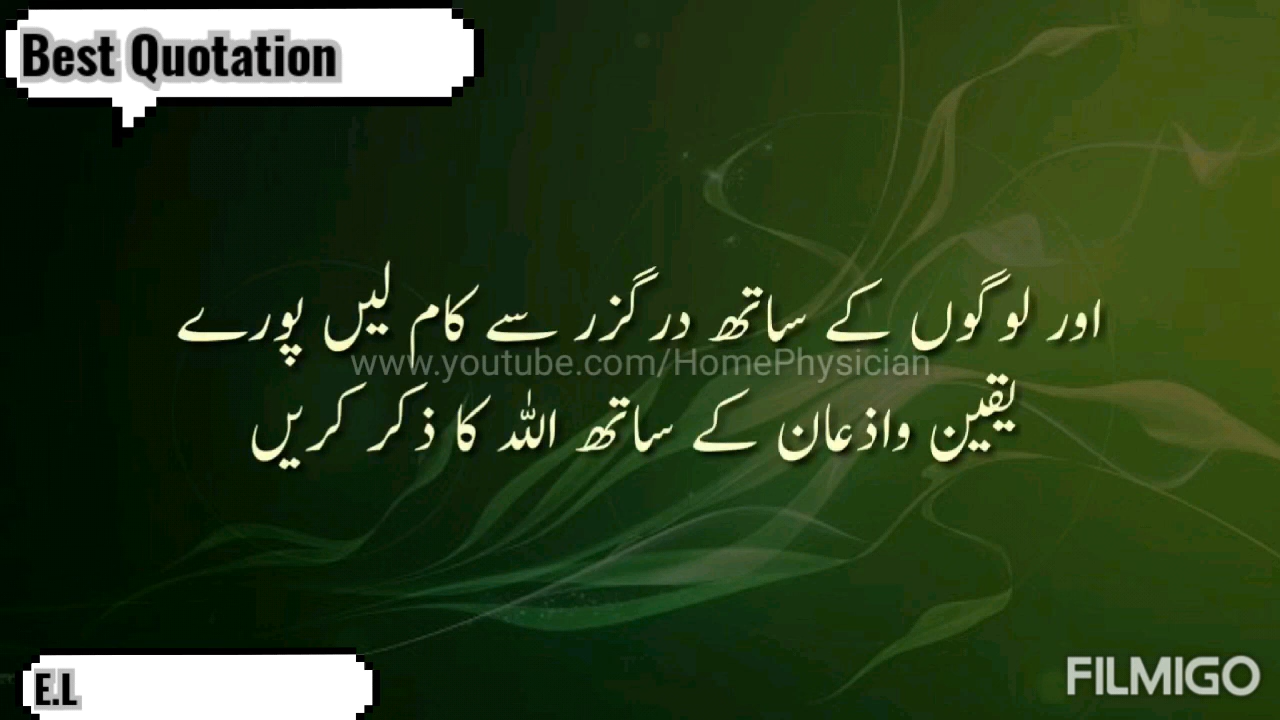 Best Quotation
اور لوگوں کے ساتھ درگزر سے کام لیں پورے
www.youtube.com/HomePhysician
یقین واذعان کے ساتھ اللہ کا ذکر کریں
E.L
FILMIGO